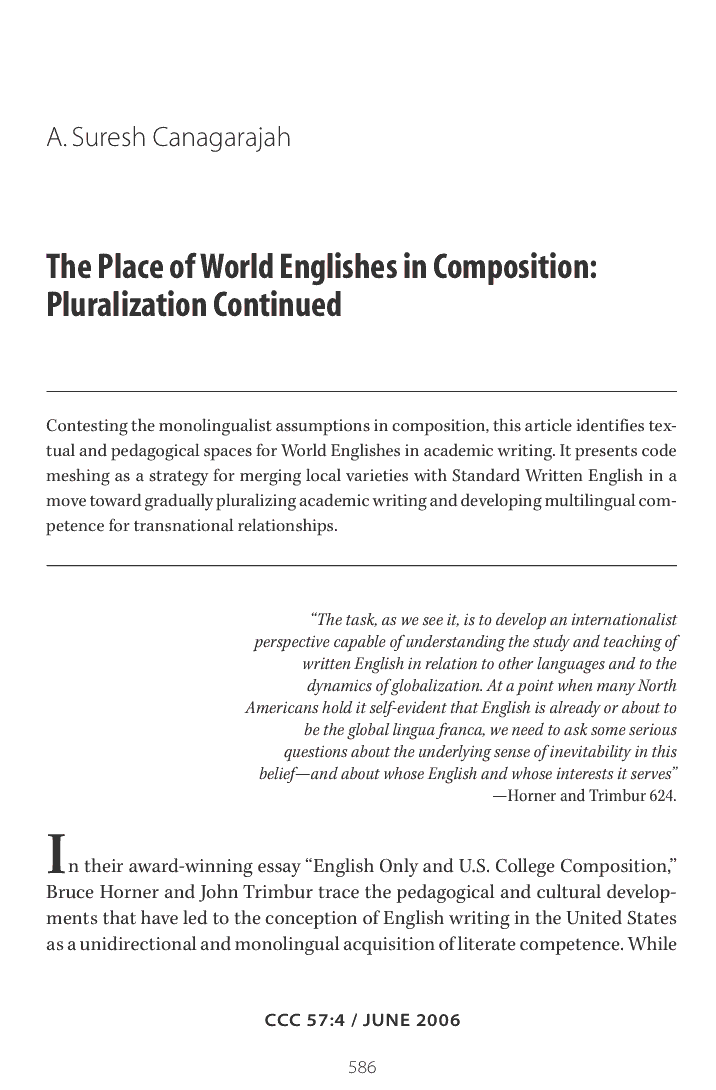 A. Suresh Canagarajah
The Place of World Englishes in Composition:
Pluralization Continued
Contesting the monolingualist assumptions in composition, this article identifies tex-
tual and pedagogical spaces for World Englishes in academic writing. It presents code
meshing as a strategy for merging local varieties with Standard Written English in a
move toward gradually pluralizing academic writing and developing multilingual com-
petence for transnational relationships.
“The task, as we see it, is to develop an internationalist
perspective capable of understanding the study and teaching of
written English in relation to other languages and to the
dynamics of globalization. At a point when many North
Americans hold it self-evident that English is already or about to
be the global lingua franca, we need to ask some serious
questions about the underlying sense of inevitability in this
belief—and about whose English and whose interests it serves”
—Horner and Trimbur 624.
In their award-winning essay “English Only and U.S. College Composition,”
Bruce Horner and John Trimbur trace the pedagogical and cultural develop-
ments that have led to the conception of English writing in the United States
as a unidirectional and monolingual acquisition of literate competence. While
CCC 57:4 / JUNE 2006
586